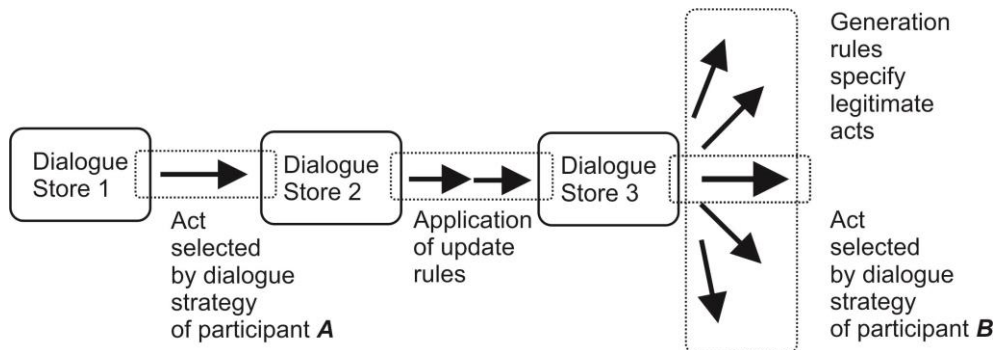 Dialogue
Store 1
Act
selected
by dialogue
strategy
of participant A
Dialogue
Store 2
Application
of update
rules
Dialogue
Store 3
Generation
rules
specify
legitimate
acts
Act
selected
by dialogue
strategy
of participant B